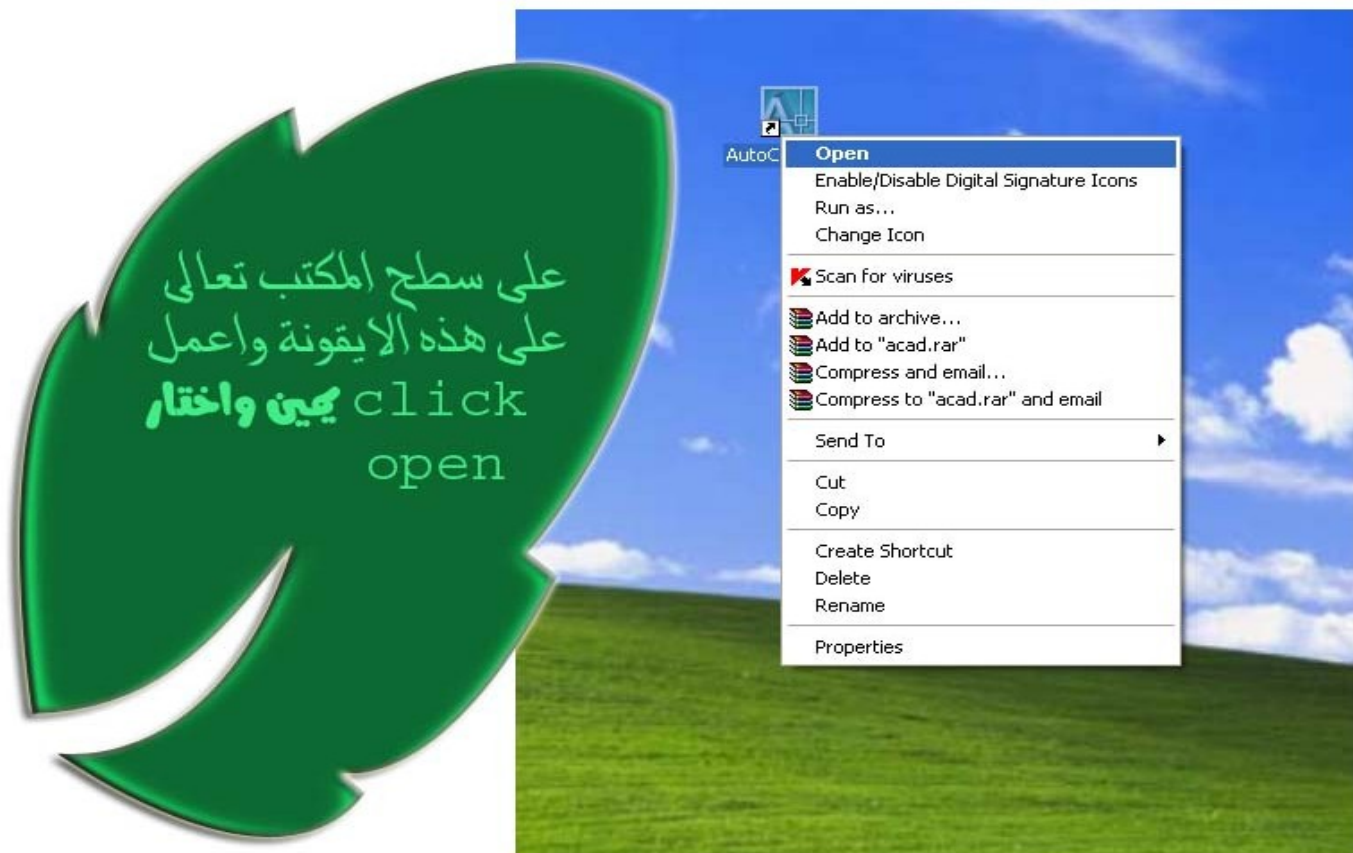 على سطح المكتب تعالى
على هذه الايقونة واعمل
click يمين واختار
open
AutoC
Open
Enable/Disable Digital Signature Icons
Run as...
Change Icon
Scan for viruses
Add to archive...
Add to "acad.rar"
Compress and email...
Compress to "acad.rar" and email
Send To
Cut
Copy
Create Shortcut
Delete
Rename
Properties